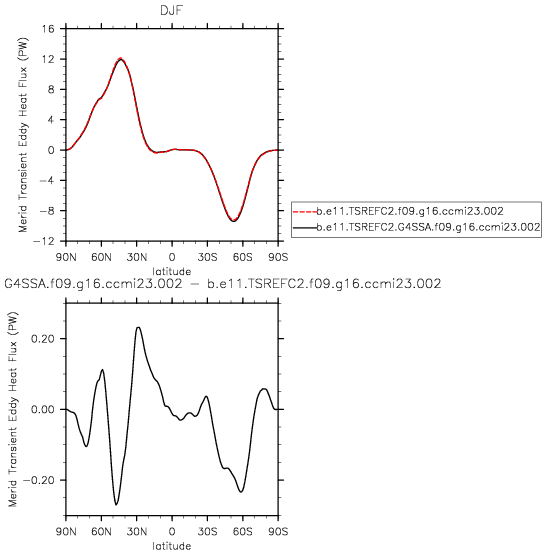 DJF
Merid Transient Eddy Heat Flux (PW)
16
12
8
4
0
−4
−8
−12
90N 60N 30N 0 30S 60S 90S
latitude
b.e11.TSREFC2.f09.g16.ccmi23.002
b.e11.TSREFC2.G4SSA.f09.g16.ccmi23.002
G4SSA.f09.g16.ccmi23.002 − b.e11.TSREFC2.f09.g16.ccmi23.002
Merid Transient Eddy Heat Flux (PW)
0.20
0.00
−0.20
90N 60N 30N 0 30S 60S 90S
latitude